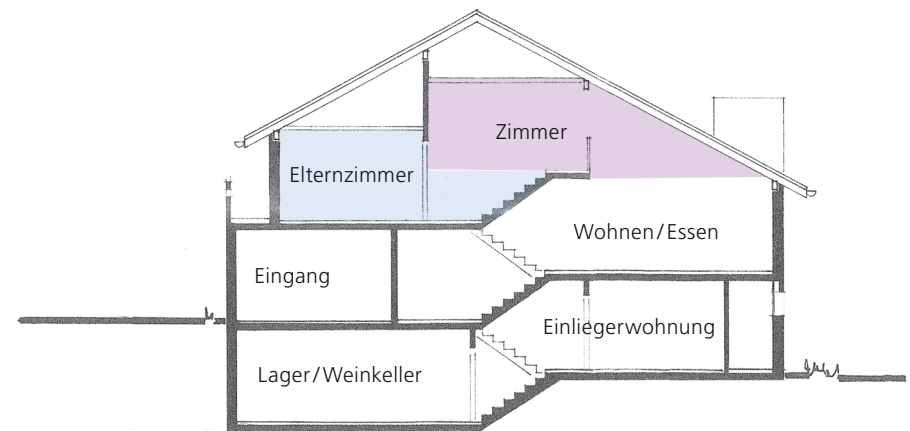 Zimmer
Elternzimmer
Wohnen/Essen
Eingang
Einliegerwohnung
Lager/Weinkeller